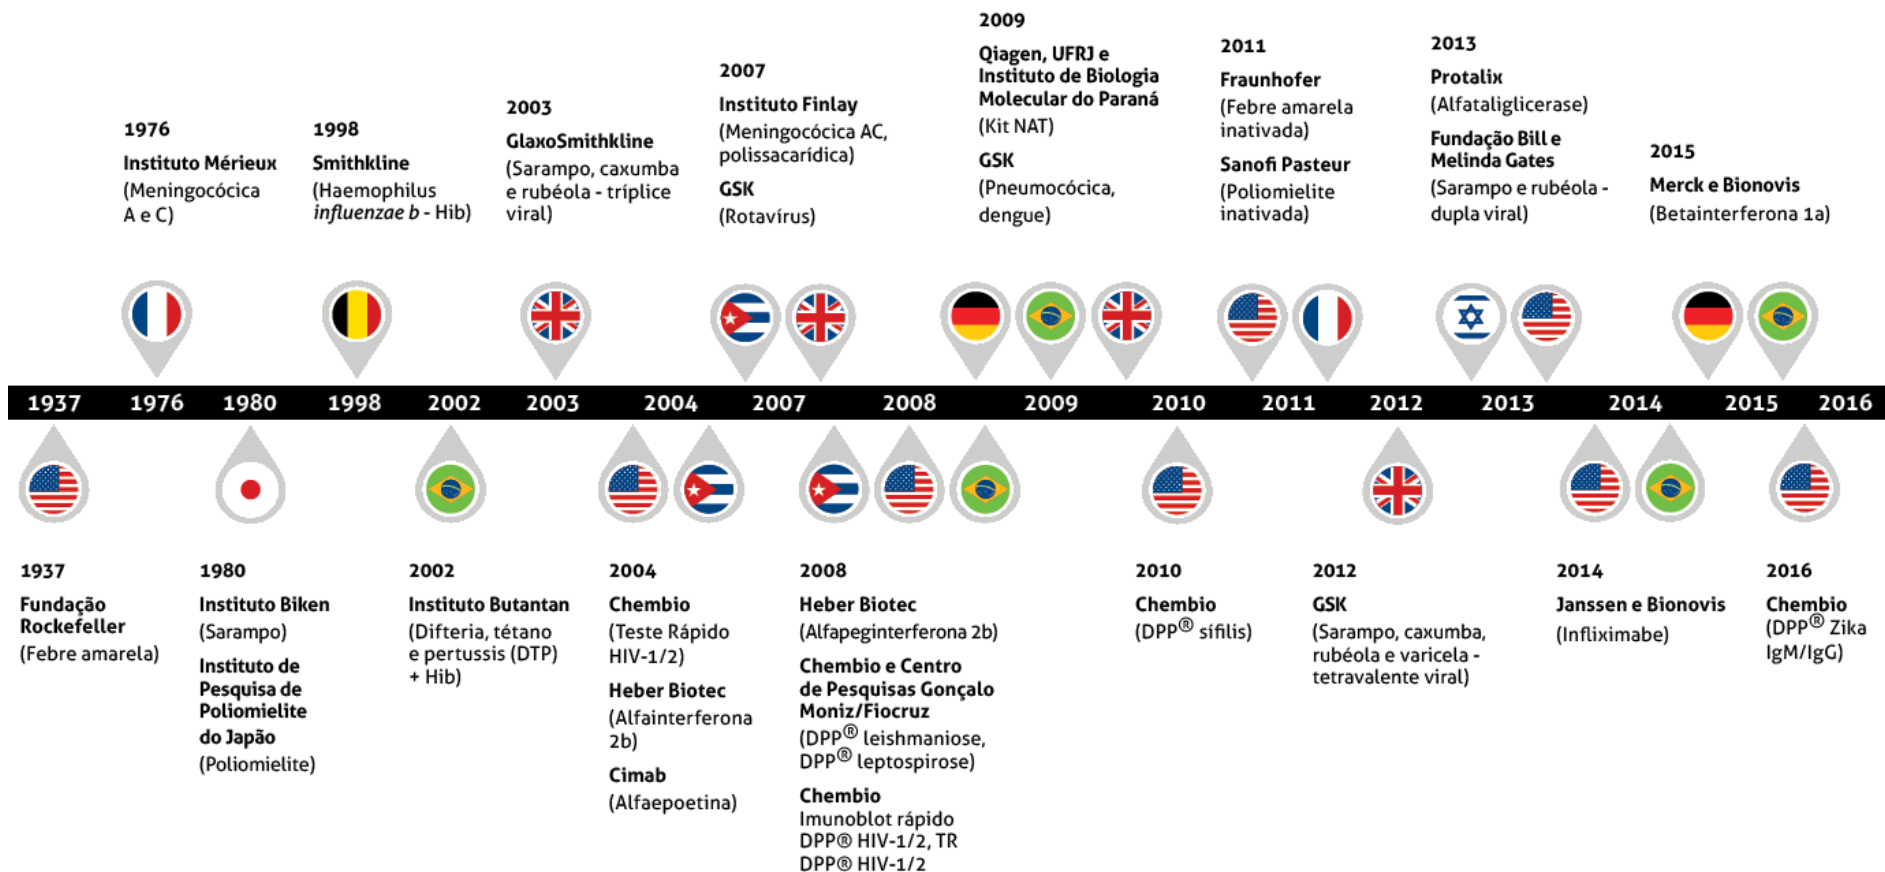 1976
Instituto Mérieux
(Meningocócica
A e C)
1998
Smithkline
(Haemophilus
influenzae b - Hib)
2003
GlaxoSmithkline
(Sarampo, caxumba
e rubéola - tríplice
viral)
2007
Instituto Finlay
(Meningocócica AC,
polissacarídica)
GSK
(Rotavírus)
2009
Qiagen, UFRJ e
Instituto de Biologia
Molecular do Paraná
(Kit NAT)
GSK
(Pneumocócica,
dengue)
2011
Fraunhofer
(Febre amarela
inativada)
Sanofi Pasteur
(Poliomielite
inativada)
2013
Protalix
(Alfataliglicerase)
Fundação Bill e
Melinda Gates
(Sarampo e rubéola -
dupla viral)
2015
Merck e Bionovis
(Betainterferona 1a)
1937 1976 1980 1998 2002 2003 2004 2007 2008 2009 2010 2011 2012 2013 2014 2015 2016
1937
Fundação
Rockefeller
(Febre amarela)
1980
Instituto Biken
(Sarampo)
Instituto de
Pesquisa de
Poliomielite
do Japão
(Poliomielite)
2002
Instituto Butantan
(Difteria, tétano
e pertussis (DTP)
+ Hib)
2004
Chembio
(Teste Rápido
HIV-1/2)
Heber Biotec
(Alfainterferona
2b)
Cimab
(Alfaepoetina)
2008
Heber Biotec
(Alfapeginterferona 2b)
Chembio e Centro
de Pesquisas Gonçalo
Moniz/Fiocruz
(DPP® leishmaniose,
DPP® leptospirose)
Chembio
Imunoblot rápido
DPP® HIV-1/2, TR
DPP® HIV-1/2
2010
Chembio
(DPP® sífilis)
2012
GSK
(Sarampo, caxumba,
rubéola e varicela -
tetravalente viral)
2014
Janssen e Bionovis
(Infliximabe)
2016
Chembio
(DPP® Zika
IgM/IgG)